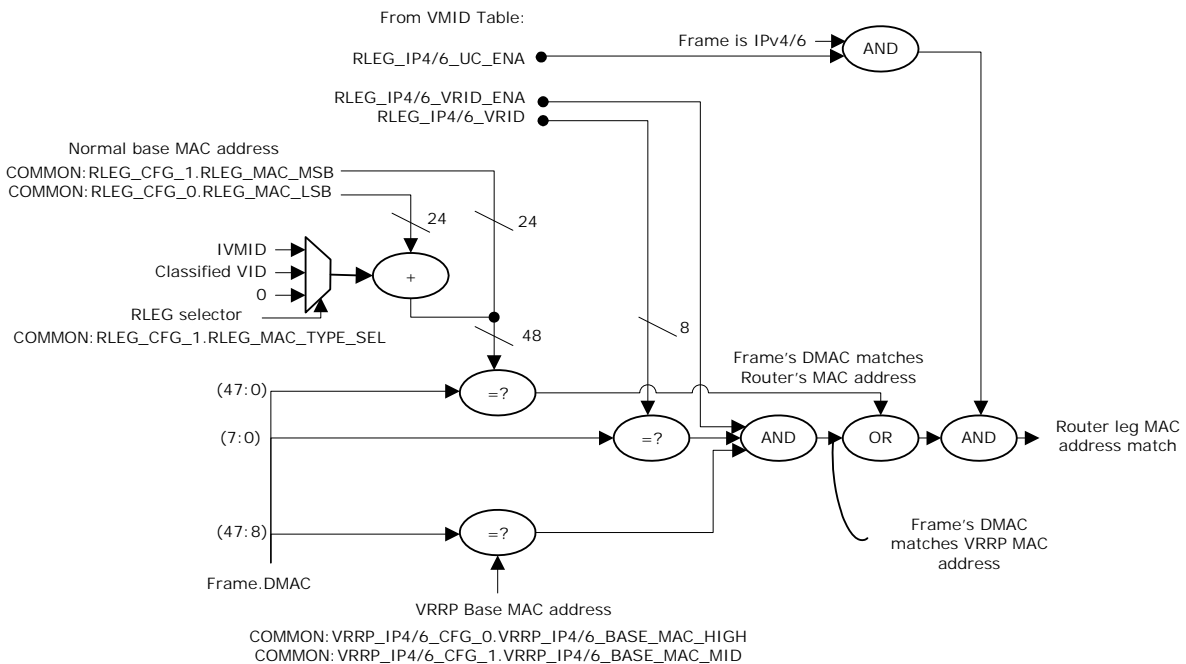 From VMID Table:
Frame is IPv4/6
AND
RLEG_IP4/6_UC_ENA
RLEG_IP4/6_VRID_ENA
RLEG_IP4/6_VRID
Normal base MAC address
COMMON:RLEG_CFG_1.RLEG_MAC_MSB
COMMON:RLEG_CFG_0.RLEG_MAC_LSB
24
24
IVMID
Classified VID
0
+
RLEG selector
COMMON:RLEG_CFG_1.RLEG_MAC_TYPE_SEL
48
8
Frame's DMAC matches
Router's MAC address
(47:0)
=?
(7:0)
=?
AND
OR
AND
Router leg MAC
address match
(47:8)
=?
Frame's DMAC
matches VRRP MAC
address
Frame.DMAC
VRRP Base MAC address
COMMON:VRRP_IP4/6_CFG_0.VRRP_IP4/6_BASE_MAC_HIGH
COMMON:VRRP_IP4/6_CFG_1.VRRP_IP4/6_BASE_MAC_MID